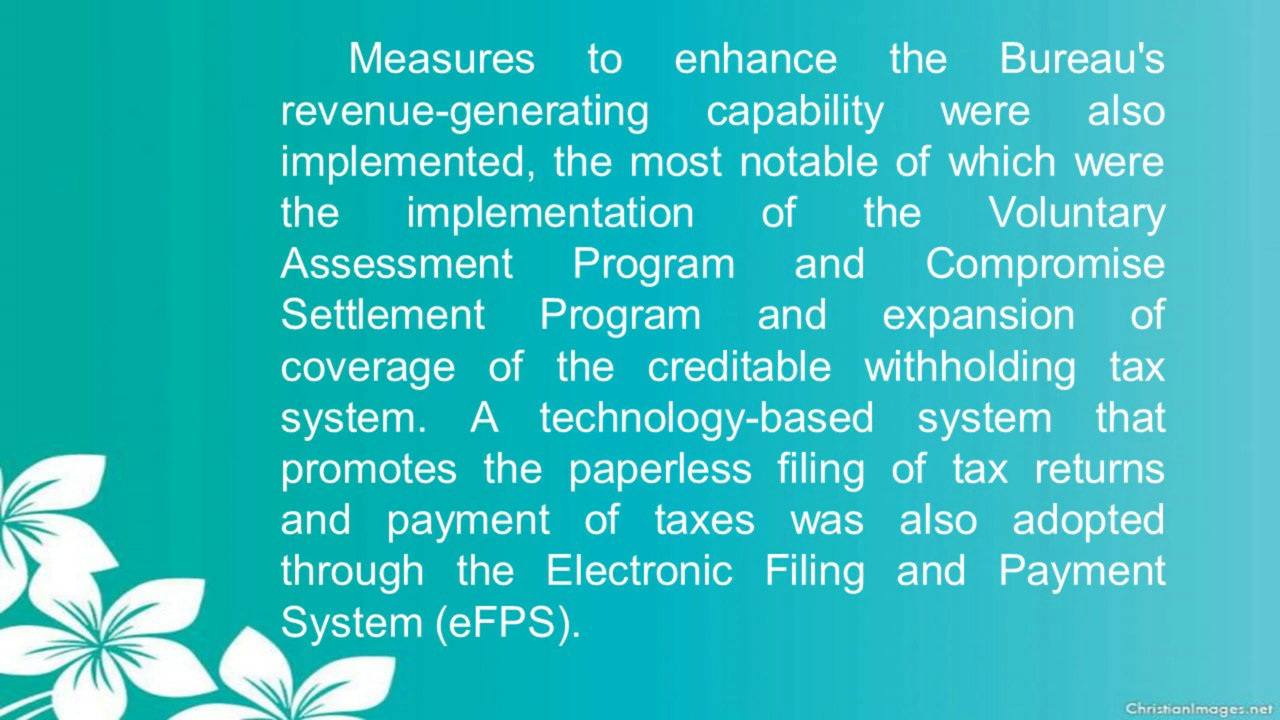 Measures to enhance the Bureau's
revenue-generating capability were also
implemented, the most notable of which were
the implementation of the Voluntary
Assessment Program and Compromise
Settlement Program and expansion of
coverage of the creditable withholding tax
system. A technology-based system that
promotes the paperless filing of tax returns
and payment of taxes was also adopted
through the Electronic Filing and Payment
System (eFPS).
ChristianImages.net